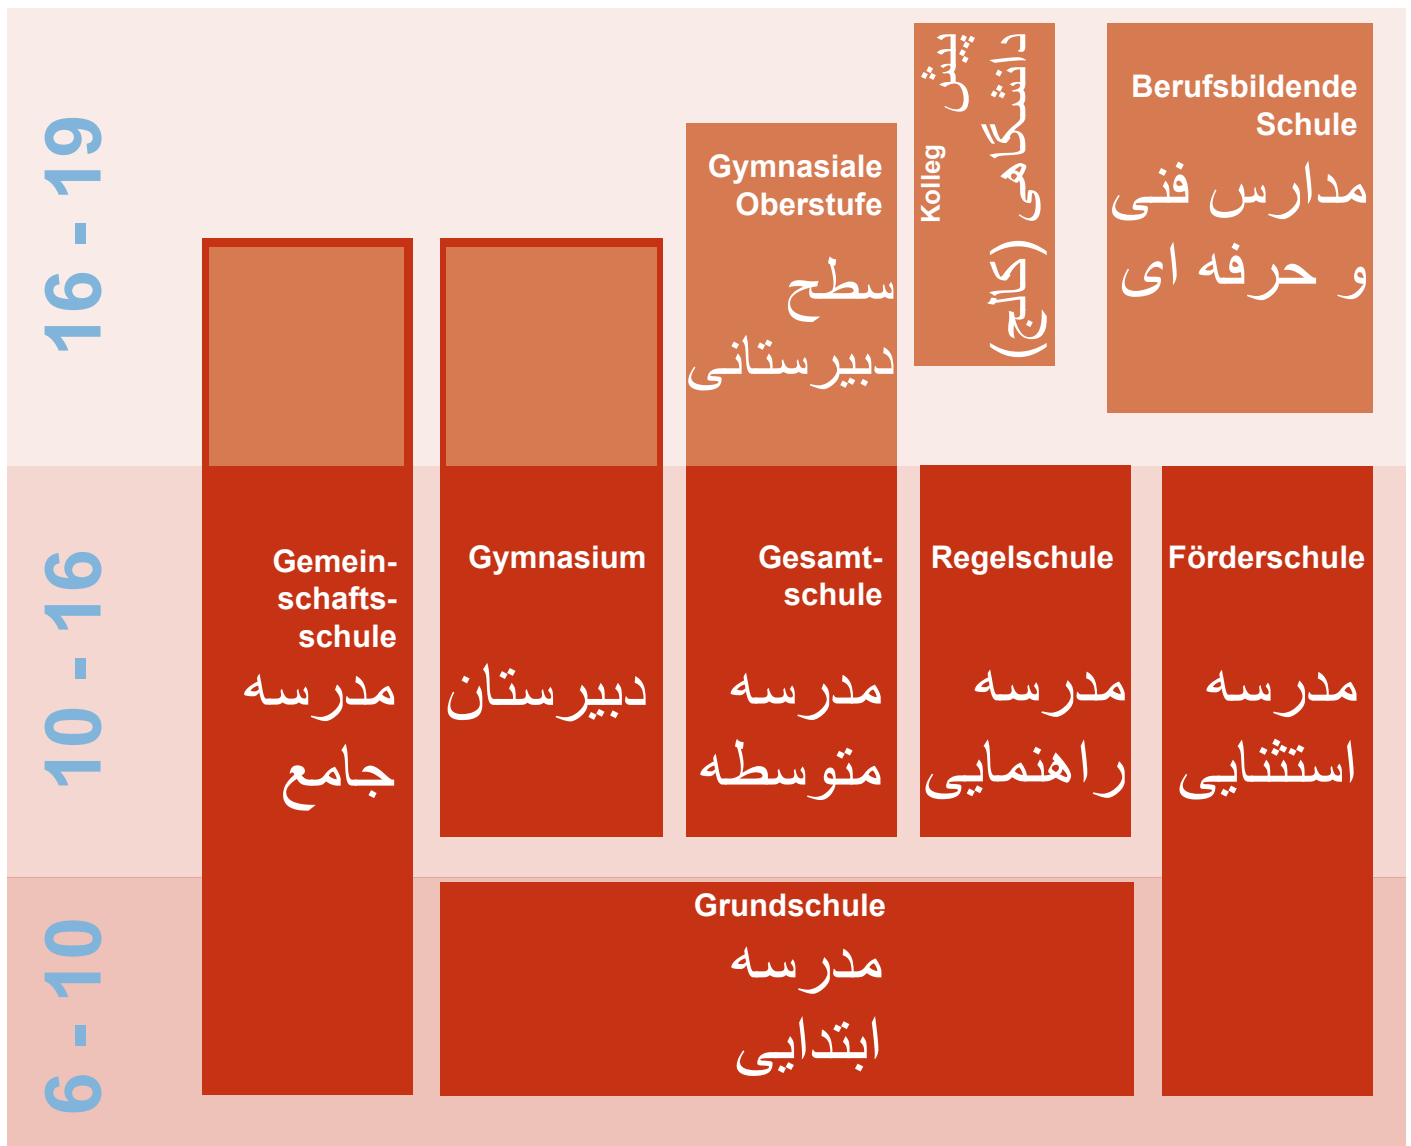 16 - 19
Gymnasiale
Oberstufe
سطح
دبیرستانی
Kolleg
پیش
دانشگاهی (کالج)
Berufsbildende
Schule
مدارس فنی
و حرفه ای
10 - 16
Gemein-
schafts-
schule
مدرسه
جامع
Gymnasium
دبیرستان
Gesamt-
schule
مدرسه
متوسطه
Regelschule
مدرسه
راهنمایی
Förderschule
مدرسه
استثنایی
6 - 10
Grundschule
مدرسه
ابتدایی